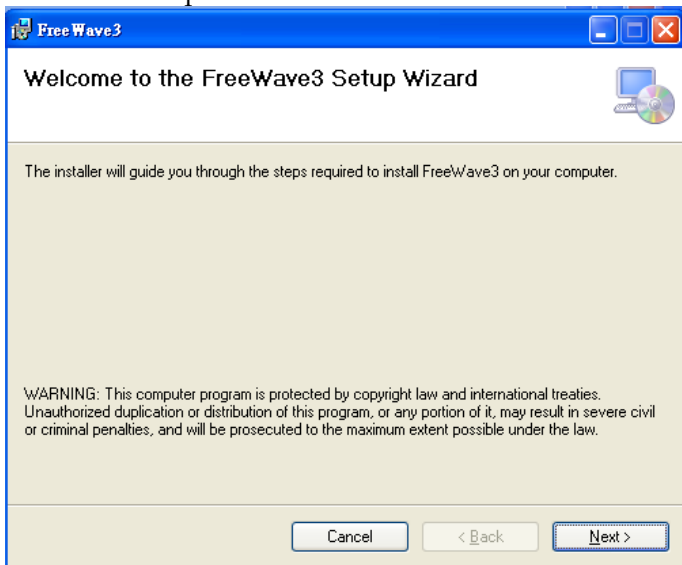 Free Wave3
Welcome to the FreeWave3 Setup Wizard
The installer will guide you through the steps required to install FreeWave3 on your computer.
WARNING: This computer program is protected by copyright law and international treaties.
Unauthorized duplication or distribution of this program, or any portion of it, may result in severe civil
or criminal penalties, and will be prosecuted to the maximum extent possible under the law.
Cancel < Back Next >